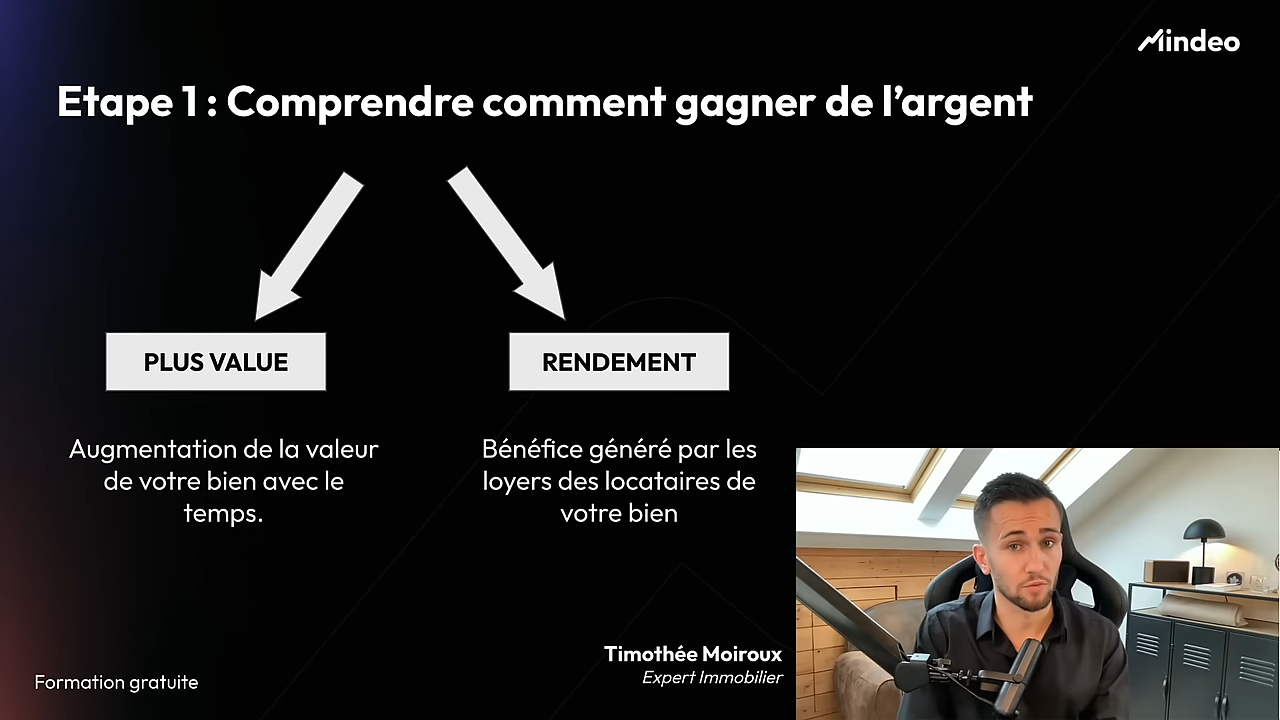 Mindeo
Etape 1 : Comprendre comment gagner de l'argent
PLUS VALUE
RENDEMENT
Augmentation de la valeur
de votre bien avec le
temps.
Bénéfice généré par les
loyers des locataires de
votre bien
Timothée Moiroux
Expert Immobilier
Formation gratuite